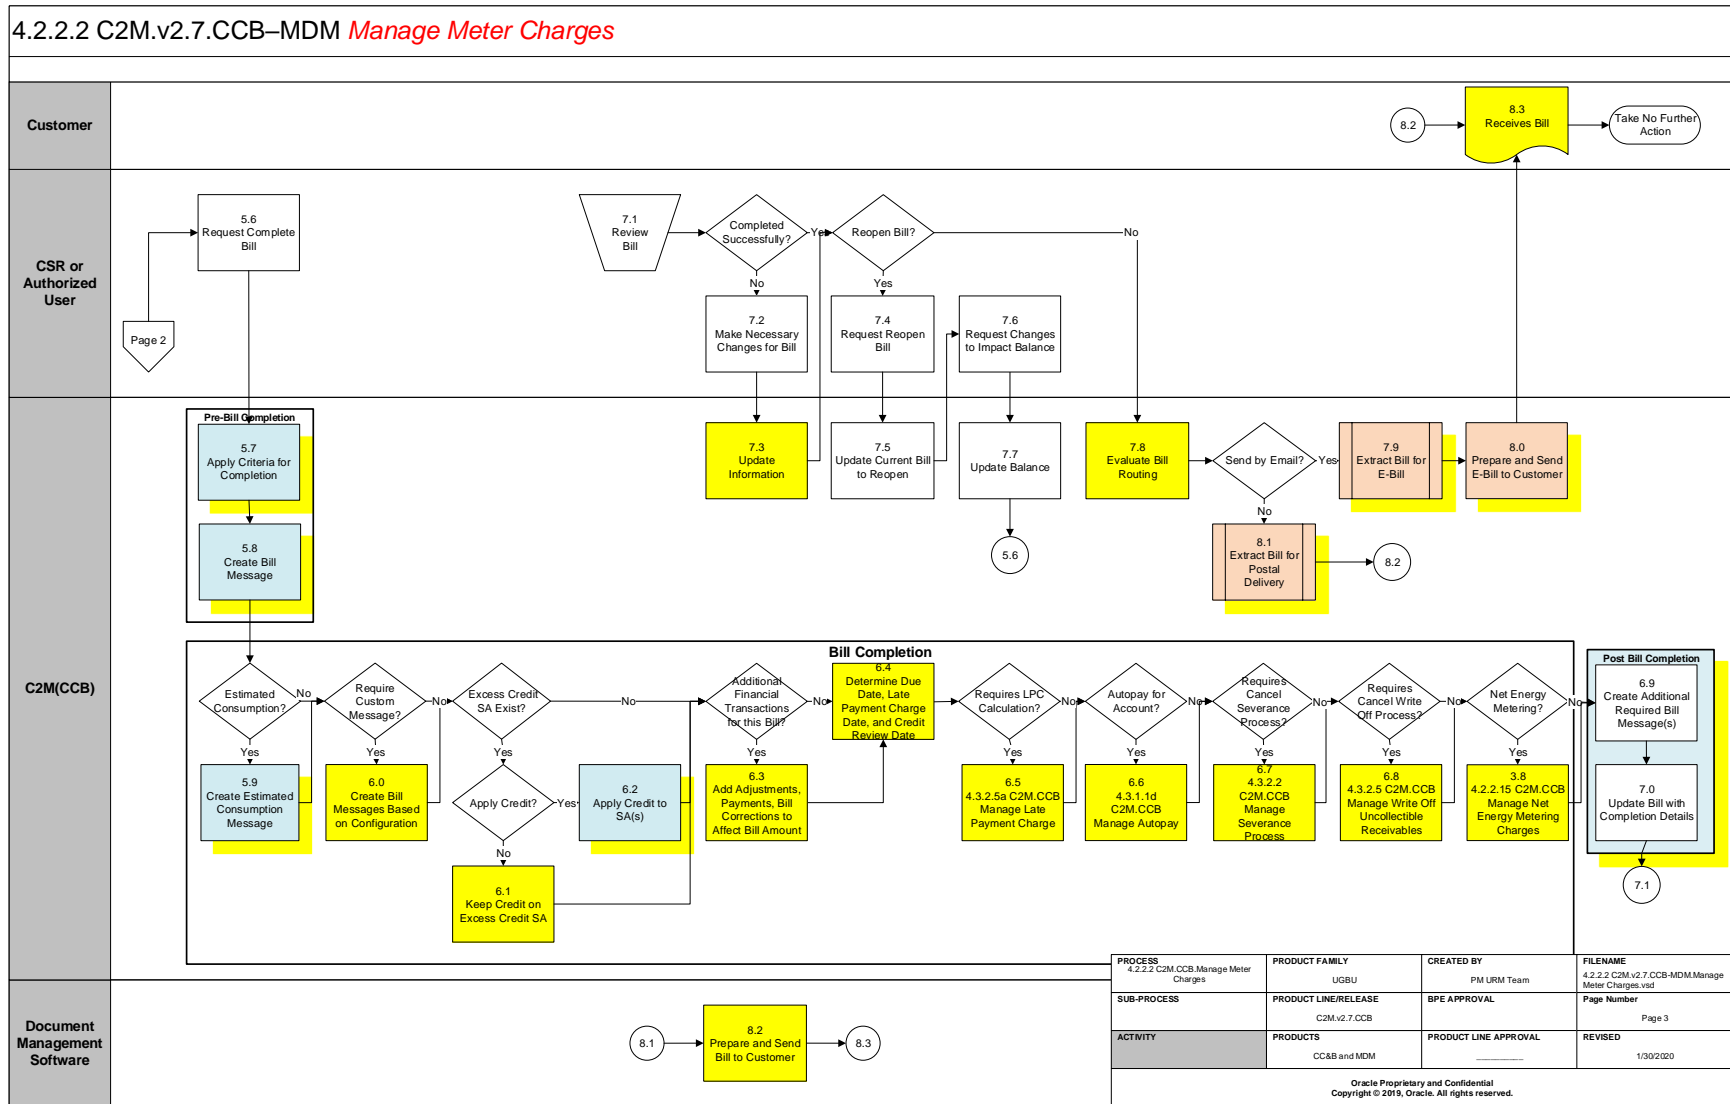 4.2.2.2 C2M.v2.7.CCB–MDM Manage Meter Charges
Customer
8.2
8.3
Receives Bill
Take No Further
Action
CSR or
Authorized
User
Page 2
5.6
Request Complete
Bill
7.1
Review
Bill
Completed
Successfully?
Yes
No
Reopen Bill?
No
Yes
7.2
Make Necessary
Changes for Bill
7.4
Request Reopen
Bill
7.6
Request Changes
to Impact Balance
C2M(CCB)
Pre-Bill Completion
5.7
Apply Criteria for
Completion
5.8
Create Bill
Message
7.3
Update
Information
7.5
Update Current Bill
to Reopen
7.7
Update Balance
5.6
7.8
Evaluate Bill
Routing
Send by Email?
Yes
No
7.9
Extract Bill for
E-Bill
8.0
Prepare and Send
E-Bill to Customer
8.1
Extract Bill for
Postal
Delivery
8.2
Bill Completion
Estimated
Consumption?
No
Yes
5.9
Create Estimated
Consumption
Message
Require
Custom
Message?
No
Yes
6.0
Create Bill
Messages Based
on Configuration
Excess Credit
SA Exist?
No
Yes
Apply Credit?
Yes
No
6.1
Keep Credit on
Excess Credit SA
6.2
Apply Credit to
SA(s)
Additional
Financial
Transactions
for this Bill?
No
Yes
6.3
Add Adjustments,
Payments, Bill
Corrections to
Affect Bill Amount
6.4
Determine Due
Date, Late
Payment Charge
Date, and Credit
Review Date
Requires LPC
Calculation?
No
Yes
6.5
4.3.2.5a C2M.CCB
Manage Late
Payment Charge
Autopay for
Account?
No
Yes
6.6
4.3.1.1d
C2M.CCB
Manage Autopay
Requires
Cancel
Severance
Process?
No
Yes
6.7
4.3.2.2
C2M.CCB
Manage
Severance
Process
Requires
Cancel Write
Off Process?
No
Yes
6.8
4.3.2.5 C2M.CCB
Manage Write Off
Uncollectible
Receivables
Net Energy
Metering?
No
Yes
3.8
4.2.2.15 C2M.CCB
Manage Net
Energy Metering
Charges
Post Bill Completion
6.9
Create Additional
Required Bill
Message(s)
7.0
Update Bill with
Completion Details
7.1
Document
Management
Software
8.1
8.2
Prepare and Send
Bill to Customer
8.3
PROCESS
4.2.2.2 C2M.CCB.Manage Meter
Charges
PRODUCT FAMILY
UGBU
CREATED BY
PM URM Team
FILENAME
4.2.2.2 C2M.v2.7.CCB-MDM.Manage
Meter Charges.vsd
SUB-PROCESS
PRODUCT LINE/RELEASE
C2M.v2.7.CCB
BPE APPROVAL
Page Number
Page 3
ACTIVITY
PRODUCTS
CC&B and MDM
PRODUCT LINE APPROVAL
___________
REVISED
1/30/2020
Oracle Proprietary and Confidential
Copyright © 2019, Oracle. All rights reserved.